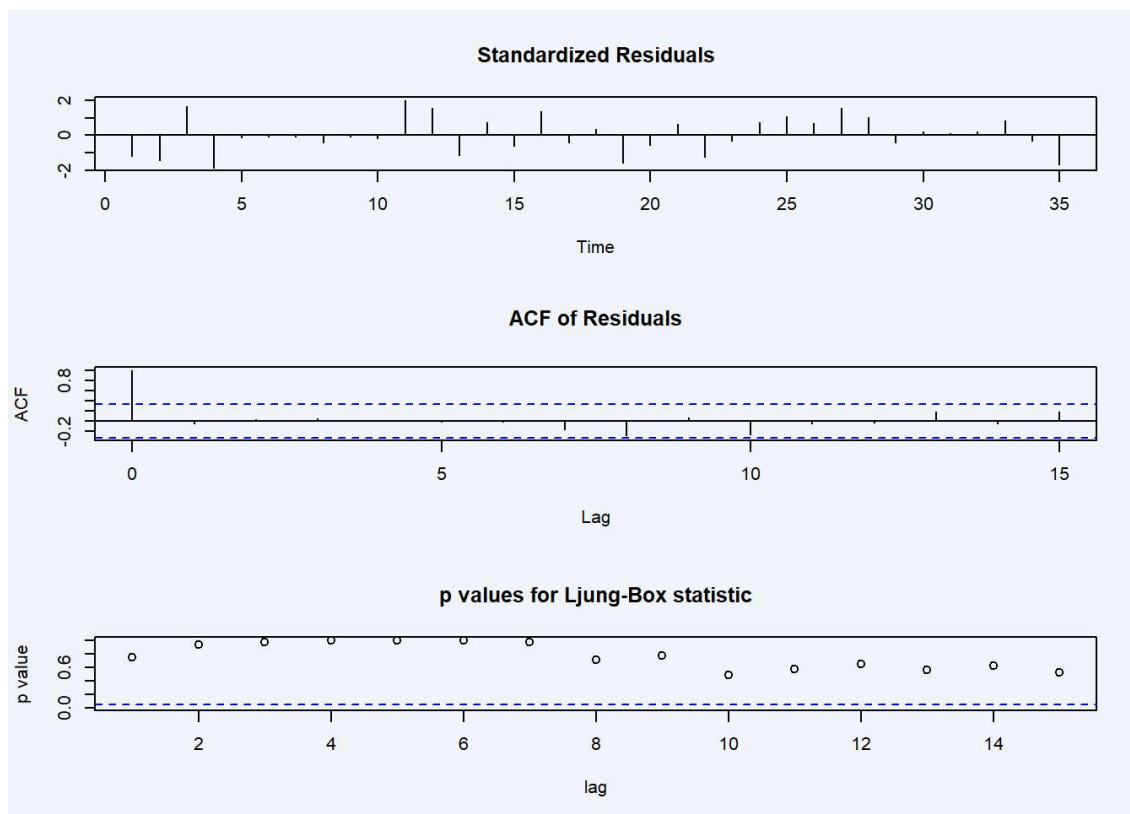 Standardized Residuals
2
0
-2
0 5 10 15 20 25 30 35
Time
ACF of Residuals
ACF
0.8
-0.2
0 5 10 15
Lag
p values for Ljung-Box statistic
p value
0.6
0.0
2 4 6 8 10 12 14
lag